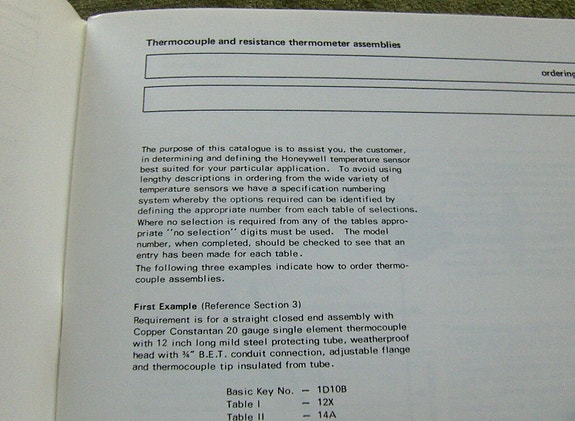 Thermocouple and resistance thermometer assemblies
ordering
The purpose of this catalogue is to assist you, the customer,
in determining and defining the Honeywell temperature sensor
best suited for your particular application. To avoid using
lengthy descriptions in ordering from the wide variety of
temperature sensors we have a specification numbering
system whereby the options required can be identified by
defining the appropriate number from each table of selections.
Where no selection is required from any of the tables appro-
priate "no selection" digits must be used. The model
number, when completed, should be checked to see that an
entry has been made for each table.
The following three examples indicate how to order thermo-
couple assemblies.
First Example (Reference Section 3)
Requirement is for a straight closed end assembly with
Copper Constantan 20 gauge single element thermocouple
with 12 inch long mild steel protecting tube, weatherproof
head with ¾" B.E.T. conduit connection, adjustable flange
and thermocouple tip insulated from tube.
Basic Key No. — 1D10B
Table I — 12X
Table II — 14A